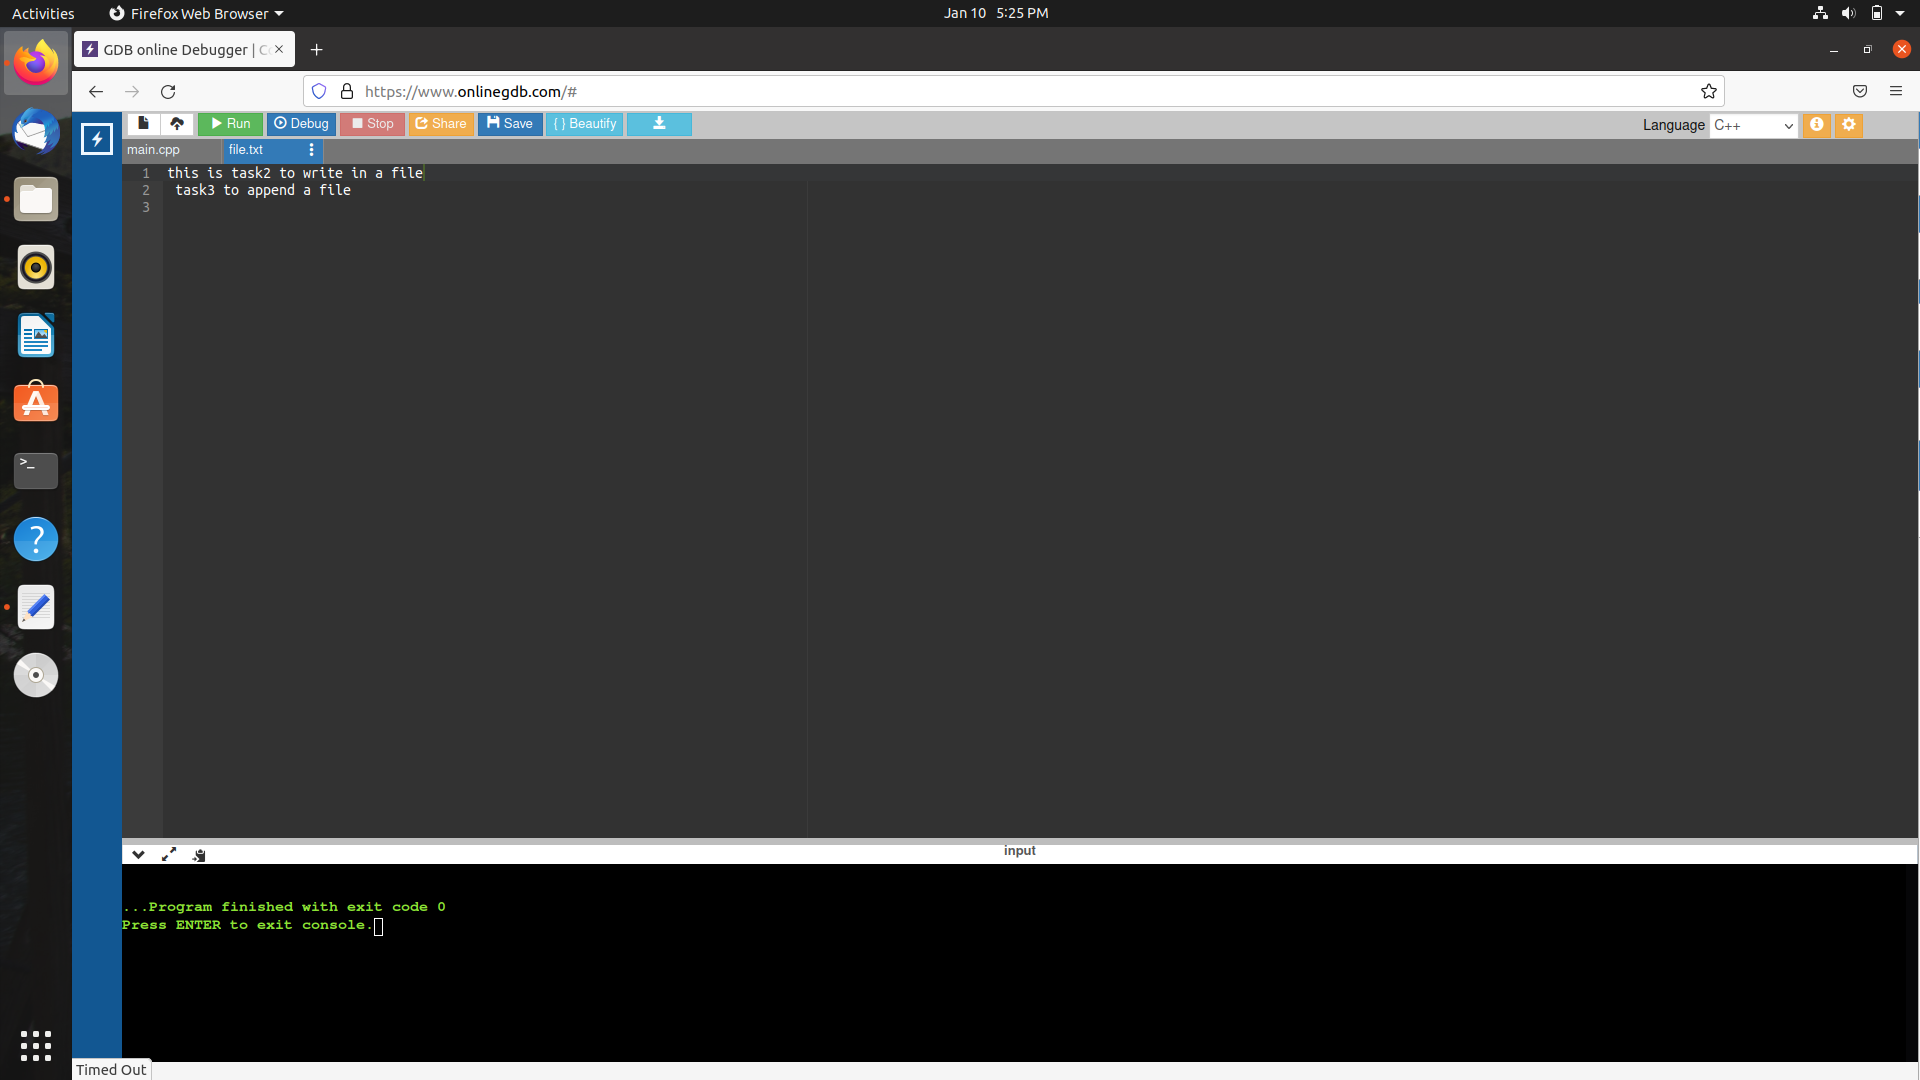 Activities
Firefox Web Browser
Jan 10 5:25 PM
GDB online Debugger | C
https://www.onlinegdb.com/#
Run
Debug
Stop
Share
Save
{ } Beautify
Language
C++
main.cpp
file.txt
1 this is task2 to write in a file
2 task3 to append a file
3
input
...Program finished with exit code 0
Press ENTER to exit console.
Timed Out